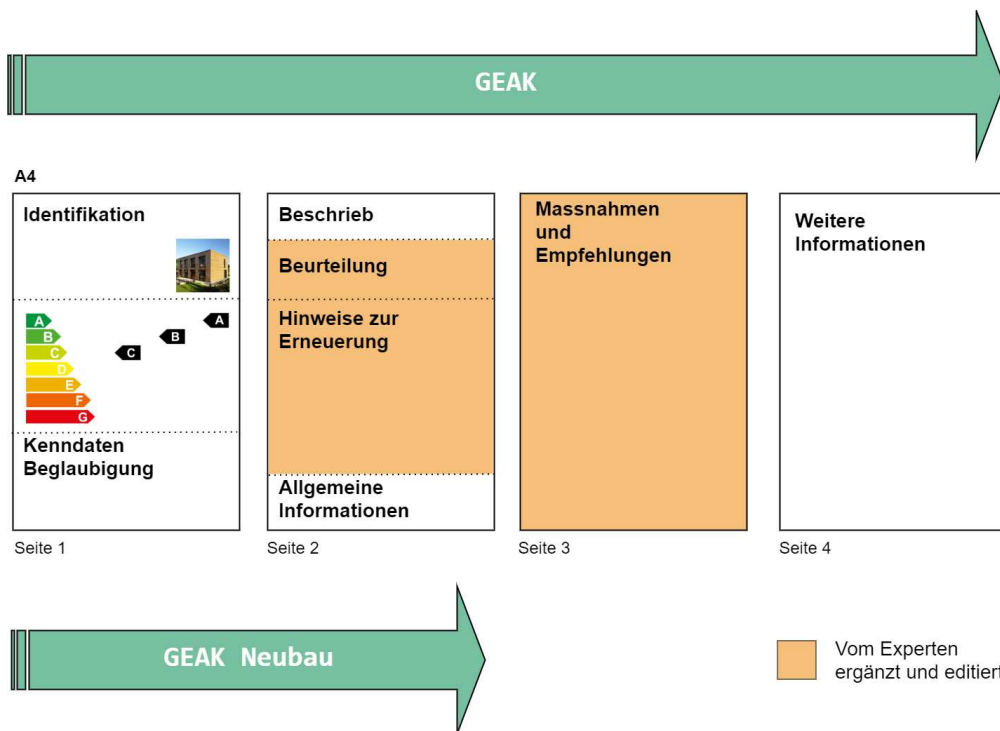 GEAK
A4
Identifikation
A
B
C
D
E
F
G
A
B
C
Kenndaten
Beglaubigung
Seite 1
Beschrieb
Beurteilung
Hinweise zur
Erneuerung
Allgemeine
Informationen
Seite 2
Massnahmen
und
Empfehlungen
Seite 3
Weitere
Informationen
Seite 4
GEAK Neubau
Vom Experten
ergänzt und editiert